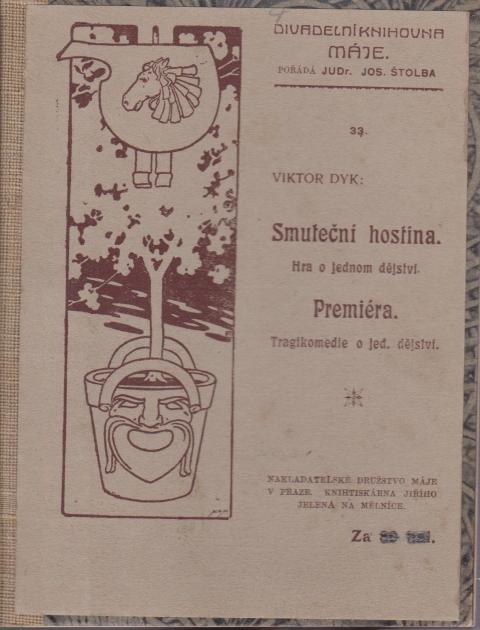 DIVADELNÍ KNIHOVNA
MÁJE.
POŘÁDÁ JUDr. JOS. ŠTOLBA
33.
VIKTOR DYK:
Smuteční hostina.
Hra o jednom dějství.
Premiéra.
Tragikomedie o jed. dějství.
NAKLADATELSKÉ DRUŽSTVO MÁJE
V PRAZE. KNIHTISKÁRNA JIŘÍHO
JELENA NA MĚLNÍCE.
Za